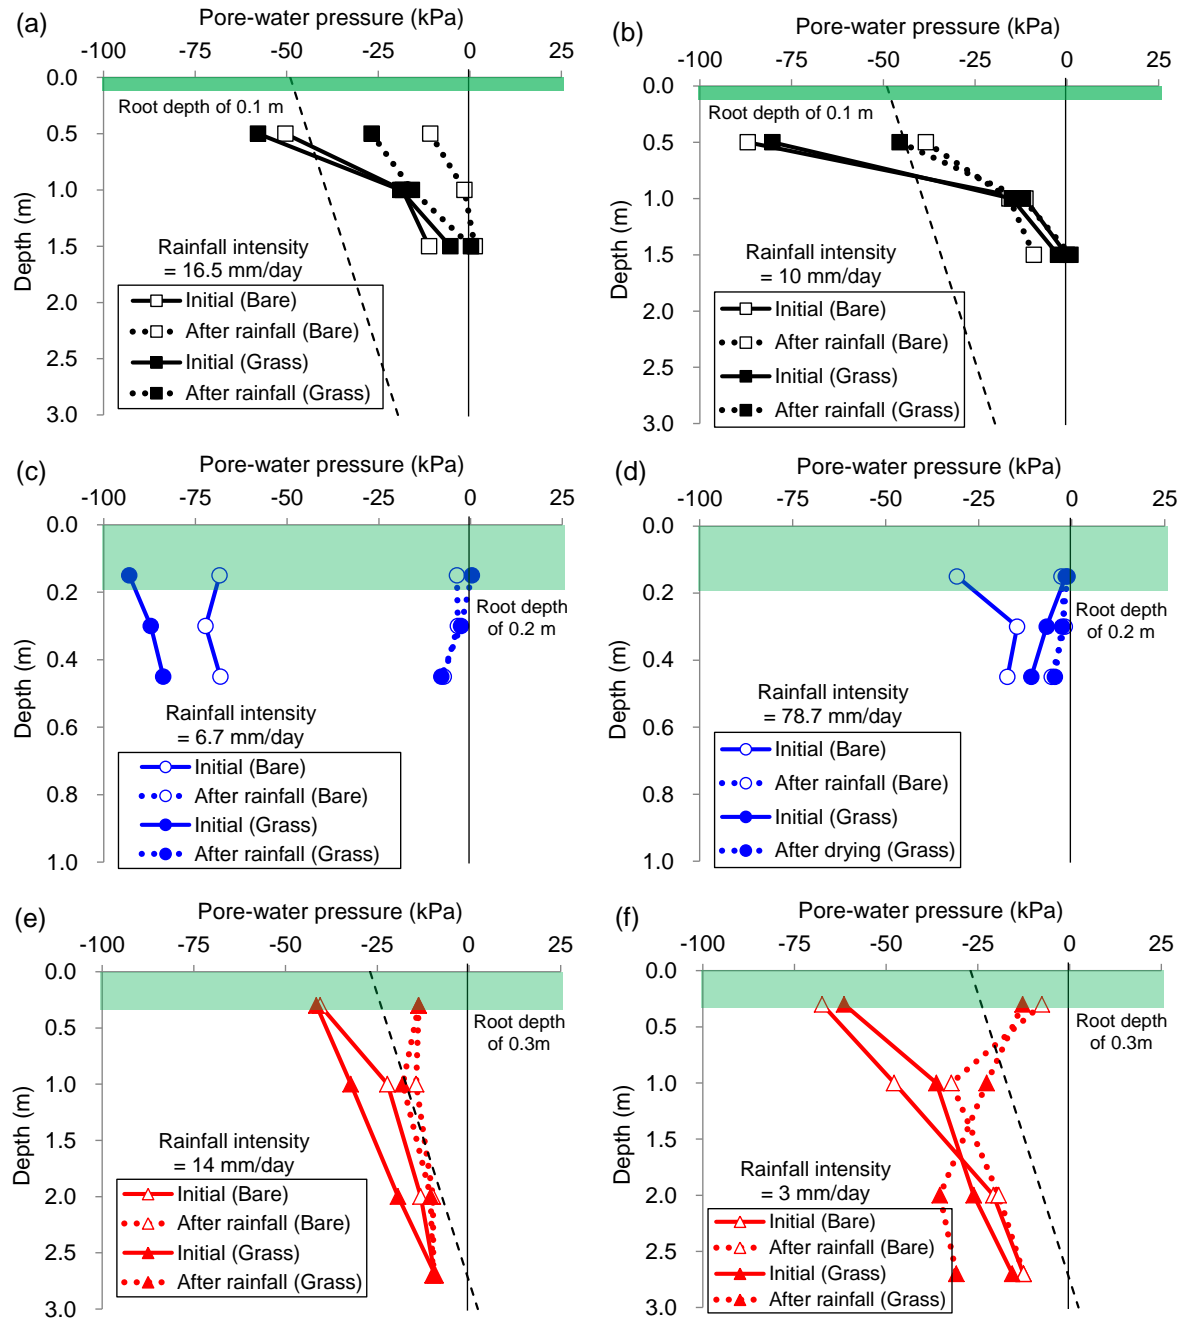 (a)
Pore-water pressure (kPa)
-100 -75 -50 -25 0 25
0.0
0.5
1.0
1.5
2.0
2.5
3.0
Depth (m)
Root depth of 0.1 m
Rainfall intensity
= 16.5 mm/day
Initial (Bare)
After rainfall (Bare)
Initial (Grass)
After rainfall (Grass)
(b)
Pore-water pressure (kPa)
-100 -75 -50 -25 0 25
0.0
0.5
1.0
1.5
2.0
2.5
3.0
Depth (m)
Root depth of 0.1 m
Rainfall intensity
= 10 mm/day
Initial (Bare)
After rainfall (Bare)
Initial (Grass)
After rainfall (Grass)
(c)
Pore-water pressure (kPa)
-100 -75 -50 -25 0 25
0.0
0.2
0.4
0.6
0.8
1.0
Depth (m)
Root depth
of 0.2 m
Rainfall intensity
= 6.7 mm/day
Initial (Bare)
After rainfall (Bare)
Initial (Grass)
After rainfall (Grass)
(d)
Pore-water pressure (kPa)
-100 -75 -50 -25 0 25
0.0
0.2
0.4
0.6
0.8
1.0
Depth (m)
Root depth
of 0.2 m
Rainfall intensity
= 78.7 mm/day
Initial (Bare)
After rainfall (Bare)
Initial (Grass)
After drying (Grass)
(e)
Pore-water pressure (kPa)
-100 -75 -50 -25 0 25
0.0
0.5
1.0
1.5
2.0
2.5
3.0
Depth (m)
Root depth
of 0.3m
Rainfall intensity
= 14 mm/day
Initial (Bare)
After rainfall (Bare)
Initial (Grass)
After rainfall (Grass)
(f)
Pore-water pressure (kPa)
-100 -75 -50 -25 0 25
0.0
0.5
1.0
1.5
2.0
2.5
3.0
Depth (m)
Root depth
of 0.3m
Rainfall intensity
= 3 mm/day
Initial (Bare)
After rainfall (Bare)
Initial (Grass)
After rainfall (Grass)